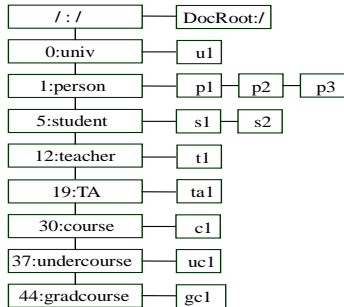 / : / DocRoot:/
0:univ u1
1:person p1 p2 p3
5:student s1 s2
12:teacher t1
19:TA ta1
30:course c1
37:undercourse uc1
44:gradcourse gc1